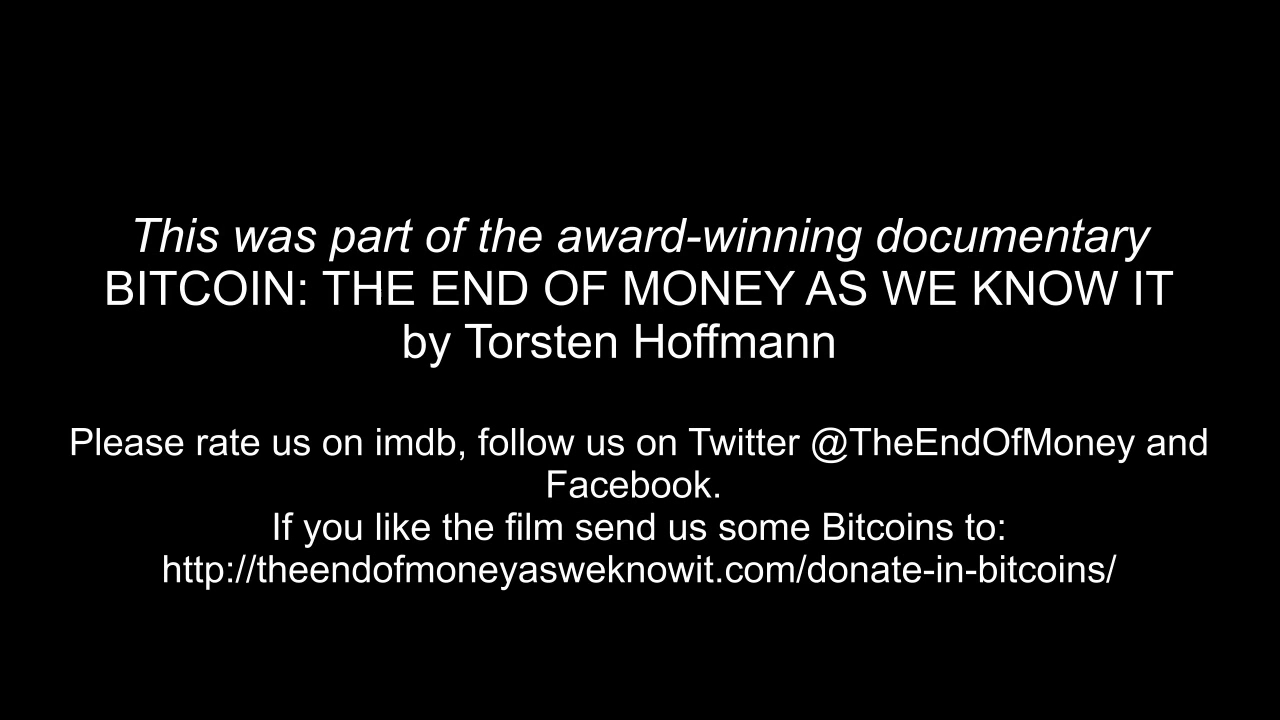 This was part of the award-winning documentary
BITCOIN: THE END OF MONEY AS WE KNOW IT
by Torsten Hoffmann
Please rate us on imdb, follow us on Twitter @TheEndOfMoney and
Facebook.
If you like the film send us some Bitcoins to:
http://theendofmoneyasweknowit.com/donate-in-bitcoins/